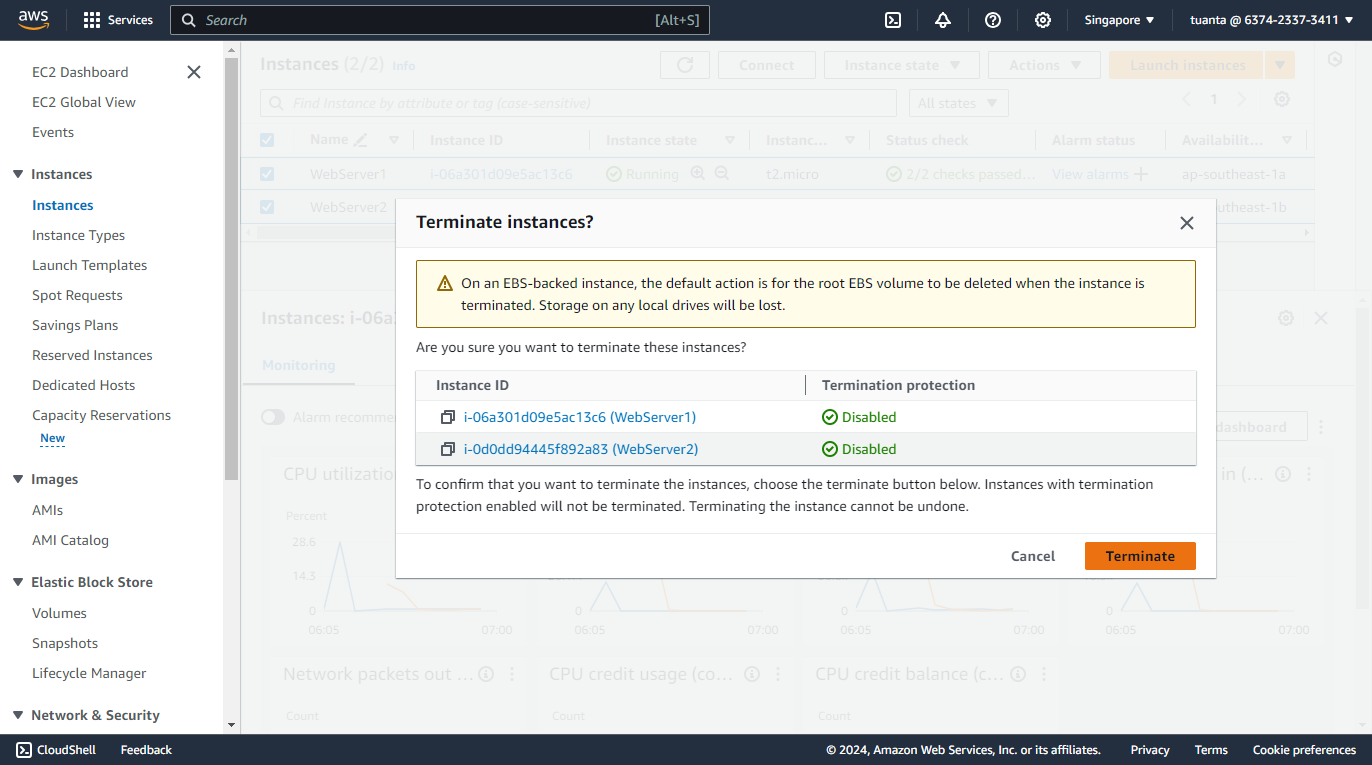 aws
Services
Search
[Alt+S]
Singapore
tuanta @ 6374-2337-3411
EC2 Dashboard
EC2 Global View
Events
Instances
Instances
Instance Types
Launch Templates
Spot Requests
Savings Plans
Reserved Instances
Dedicated Hosts
Capacity Reservations
New
Images
AMIs
AMI Catalog
Elastic Block Store
Volumes
Snapshots
Lifecycle Manager
Network & Security
Instances (2/2) Info
Connect
Instance state
Actions
Launch instances
Find Instance by attribute or tag (case-sensitive)
All states
1
Name
Instance ID
Instance state
Instanc...
Status check
Alarm status
Availabilit...
WebServer1
i-06a301d09e5ac13c6
Running
t2.micro
2/2 checks passed...
View alarms
ap-southeast-1a
WebServer2
southeast-1b
Terminate instances?
On an EBS-backed instance, the default action is for the root EBS volume to be deleted when the instance is
terminated. Storage on any local drives will be lost.
Are you sure you want to terminate these instances?
Instance ID
Termination protection
i-06a301d09e5ac13c6 (WebServer1)
Disabled
i-0d0dd94445f892a83 (WebServer2)
Disabled
To confirm that you want to terminate the instances, choose the terminate button below. Instances with termination
protection enabled will not be terminated. Terminating the instance cannot be undone.
Cancel
Terminate
Instances: i-06a3
Monitoring
Alarm recomme
dashboard
CPU utilizatio
in (...
Percent
28.6
14.3
0
06:05
07:00
0
06:05
07:00
0
06:05
07:00
0
06:05
07:00
Network packets out ...
CPU credit usage (co...
CPU credit balance (c...
Count
Count
Count
CloudShell
Feedback
© 2024, Amazon Web Services, Inc. or its affiliates.
Privacy
Terms
Cookie preferences